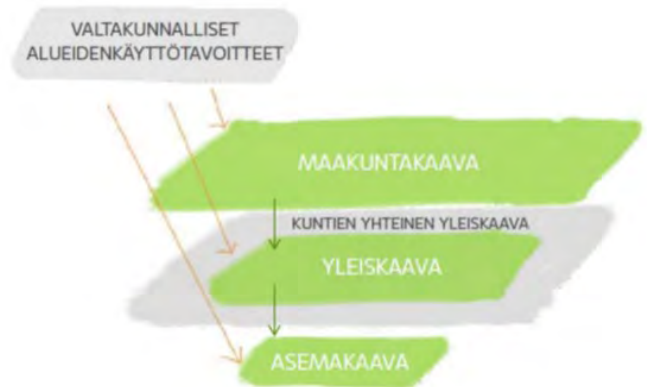 VALTAKUNNALLISET
ALUEIDENKÄYTTÖTAVOITTEET
MAAKUNTAKAAVA
KUNTIEN YHTEINEN YLEISKAAVA
YLEISKAAVA
ASEMAKAAVA